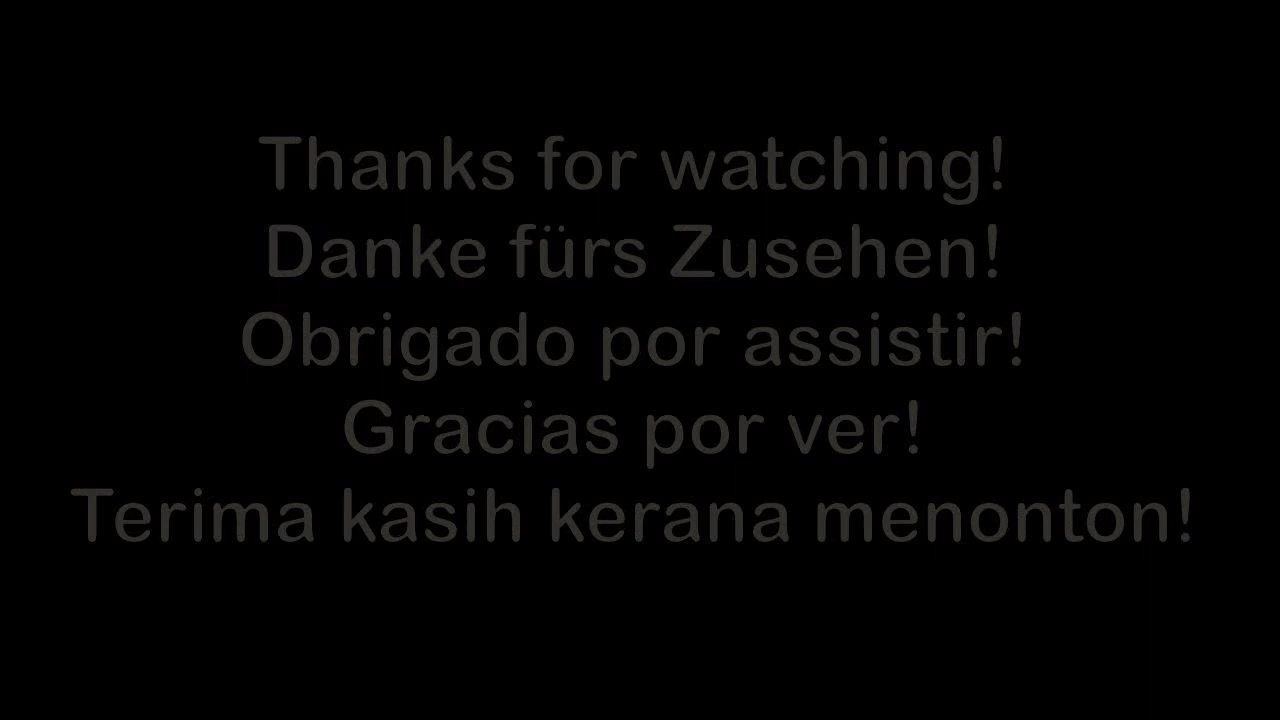 Thanks for watching!
Danke fürs Zusehen!
Obrigado por assistir!
Gracias por ver!
Terima kasih kerana menonton!